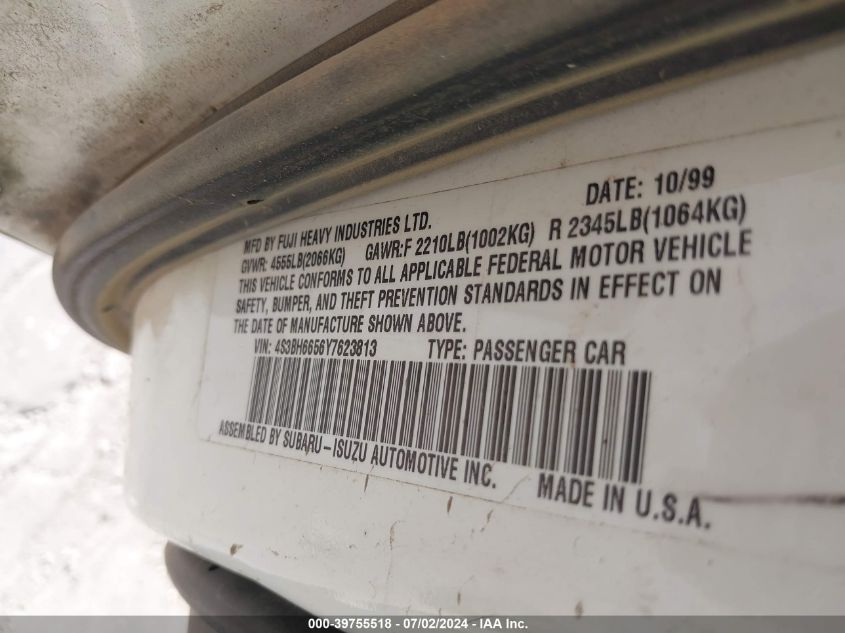 DATE: 10/99
MFD BY FUJI HEAVY INDUSTRIES LTD.
GVWR: 4555LB(2066KG) GAWR:F 2210LB(1002KG) R 2345LB(1064KG)
THIS VEHICLE CONFORMS TO ALL APPLICABLE FEDERAL MOTOR VEHICLE
SAFETY, BUMPER, AND THEFT PREVENTION STANDARDS IN EFFECT ON
THE DATE OF MANUFACTURE SHOWN ABOVE.
VIN: 4S3BH6656Y7623813 TYPE: PASSENGER CAR
ASSEMBLED BY SUBARU-ISUZU AUTOMOTIVE INC.
MADE IN U.S.A.
000-39755518 - 07/02/2024 - IAA Inc.